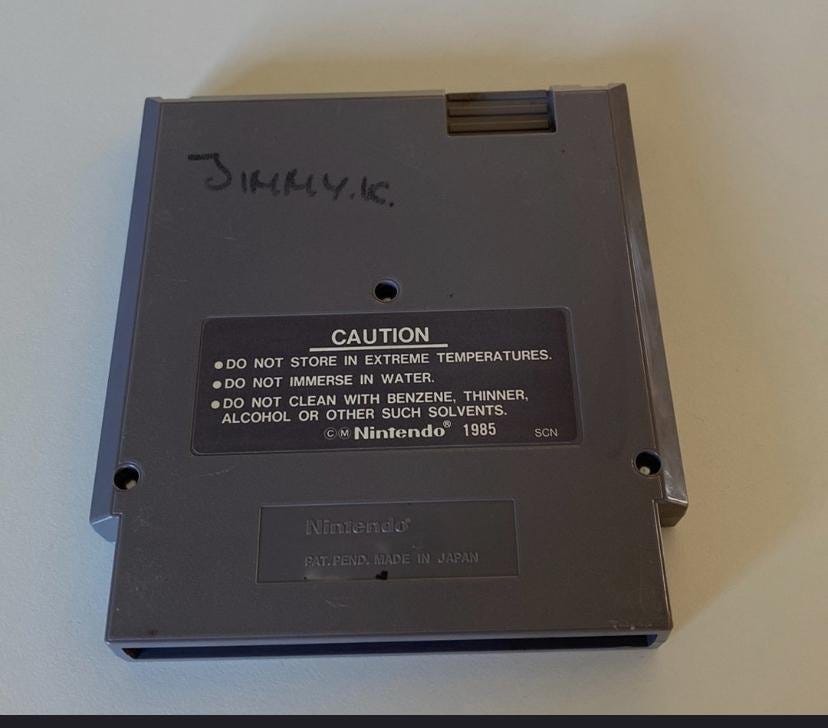 JIMMY.K.
CAUTION
● DO NOT STORE IN EXTREME TEMPERATURES.
● DO NOT IMMERSE IN WATER.
● DO NOT CLEAN WITH BENZENE, THINNER,
ALCOHOL OR OTHER SUCH SOLVENTS.
ⒸⓂ Nintendo® 1985 SCN
Nintendo®
PAT. PEND. MADE IN JAPAN